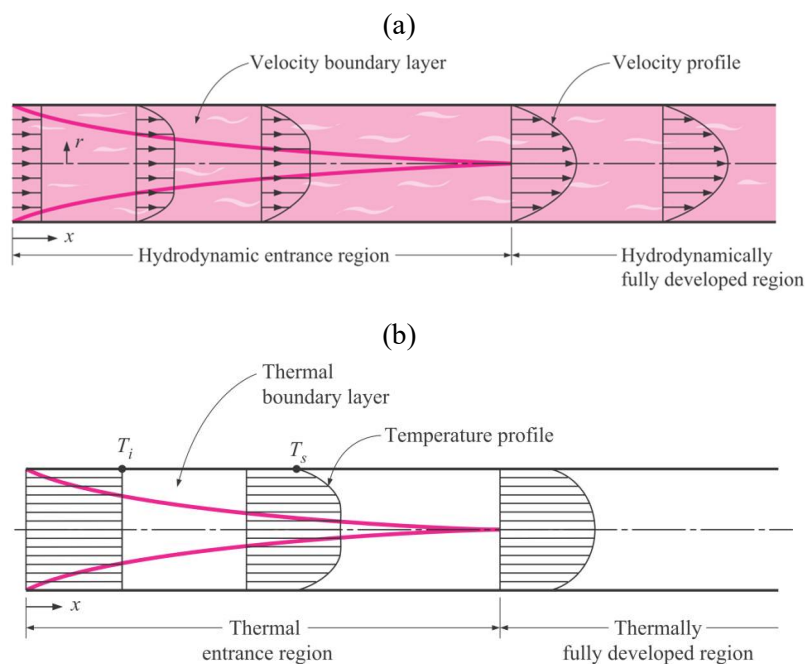 (a)
Velocity boundary layer
Velocity profile
r
x
Hydrodynamic entrance region
Hydrodynamically
fully developed region
(b)
Thermal
boundary layer
Temperature profile
T_i
T_s
x
Thermal
entrance region
Thermally
fully developed region